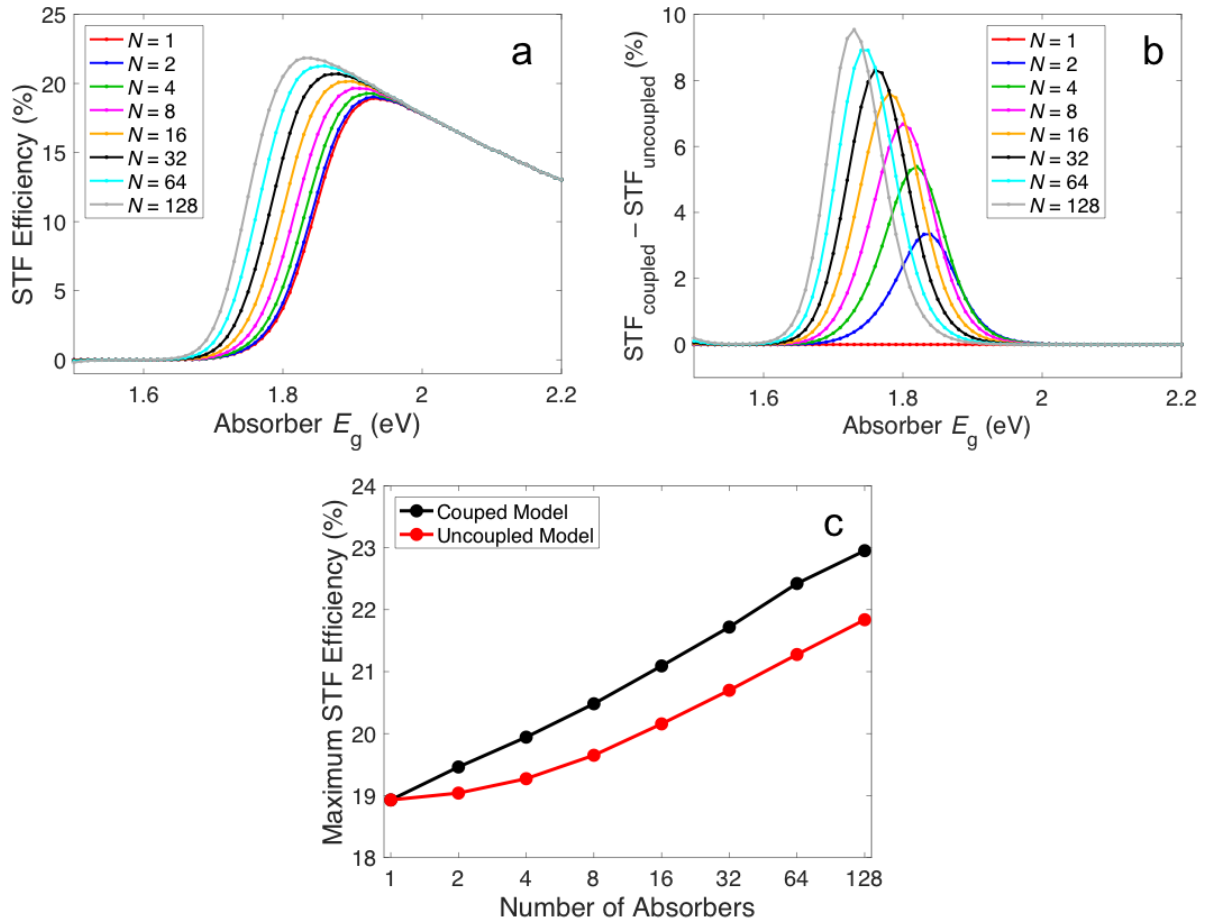 a
STF Efficiency (%)
25
20
15
10
5
0
N = 1
N = 2
N = 4
N = 8
N = 16
N = 32
N = 64
N = 128
1.6
1.8
2
2.2
Absorber Eg (eV)
b
STFcoupled − STFuncoupled (%)
10
8
6
4
2
0
N = 1
N = 2
N = 4
N = 8
N = 16
N = 32
N = 64
N = 128
1.6
1.8
2
2.2
Absorber Eg (eV)
c
Maximum STF Efficiency (%)
24
23
22
21
20
19
18
Couped Model
Uncoupled Model
1
2
4
8
16
32
64
128
Number of Absorbers